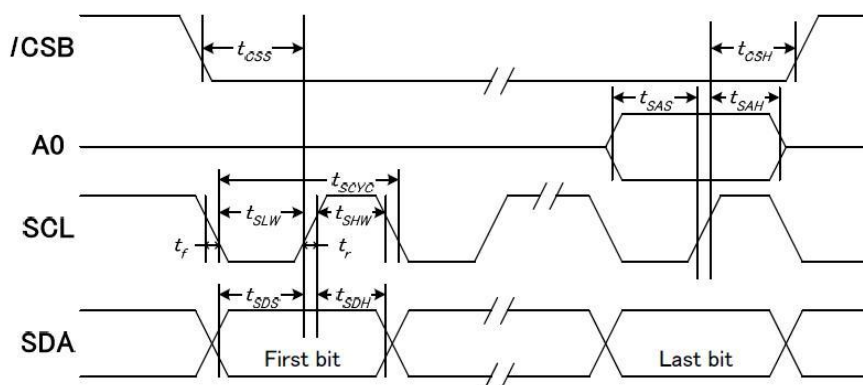 /CSB
tCSS
tCSH
tSAS
tSAH
A0
tSCYC
SCL
tSLW
tSHW
tf
tr
tSDS
tSDH
SDA
First bit
Last bit